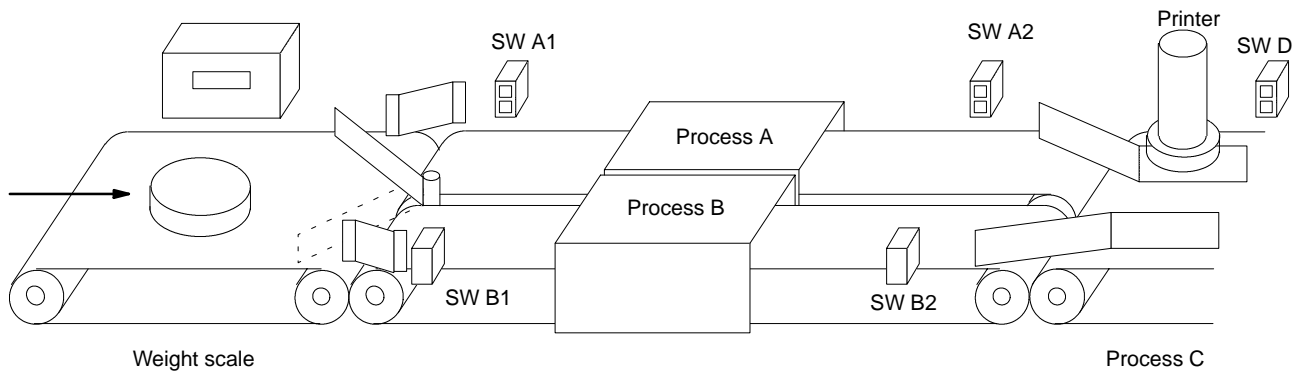 Printer
SW A1
SW A2
SW D
Process A
Process B
SW B1
SW B2
Weight scale
Process C